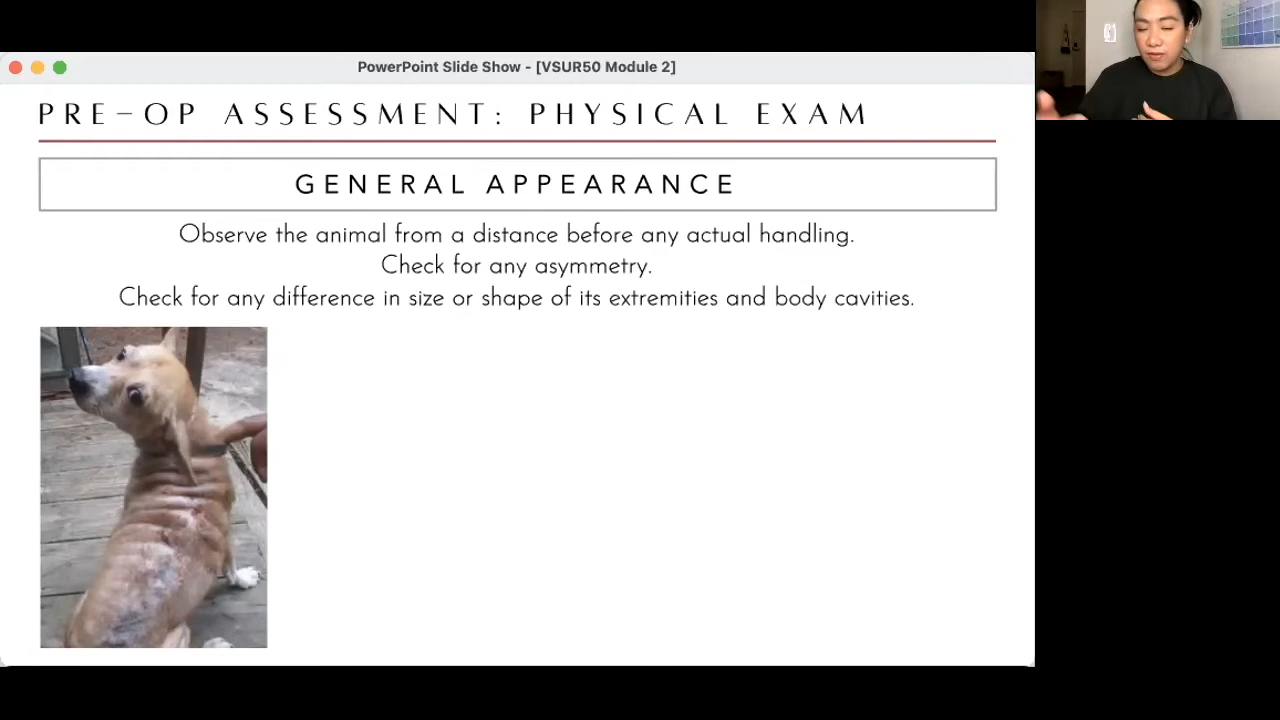 PowerPoint Slide Show - [VSUR50 Module 2]
PRE-OP ASSESSMENT: PHYSICAL EXAM
GENERAL APPEARANCE
Observe the animal from a distance before any actual handling.
Check for any asymmetry.
Check for any difference in size or shape of its extremities and body cavities.